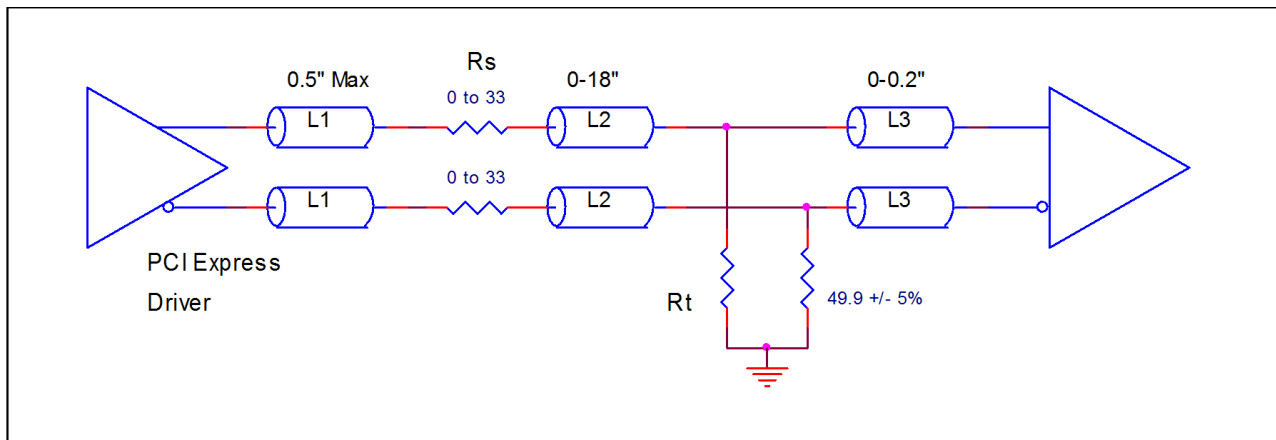 Rs
0.5" Max
0-18"
0-0.2"
0 to 33
L1
L2
L3
0 to 33
L1
L2
L3
PCI Express
Driver
Rt
49.9 +/- 5%